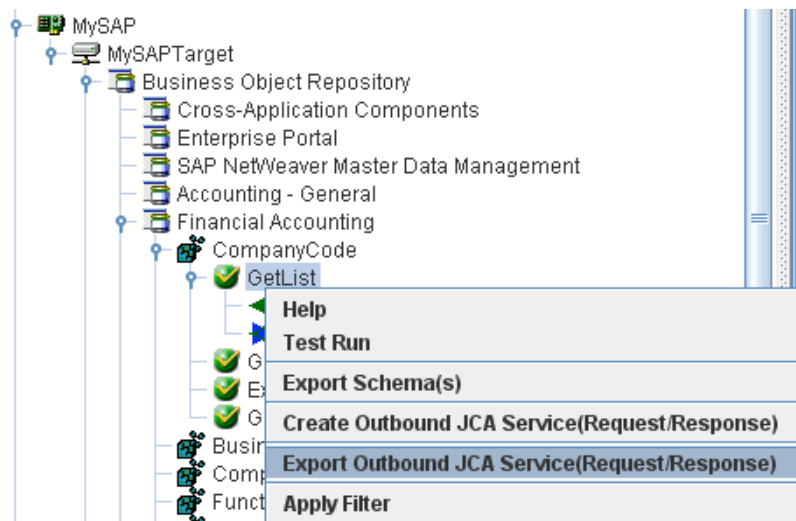 MySAP
MySAPTarget
Business Object Repository
Cross-Application Components
Enterprise Portal
SAP NetWeaver Master Data Management
Accounting - General
Financial Accounting
CompanyCode
GetList
Help
Test Run
Export Schema(s)
Create Outbound JCA Service(Request/Response)
Export Outbound JCA Service(Request/Response)
Apply Filter